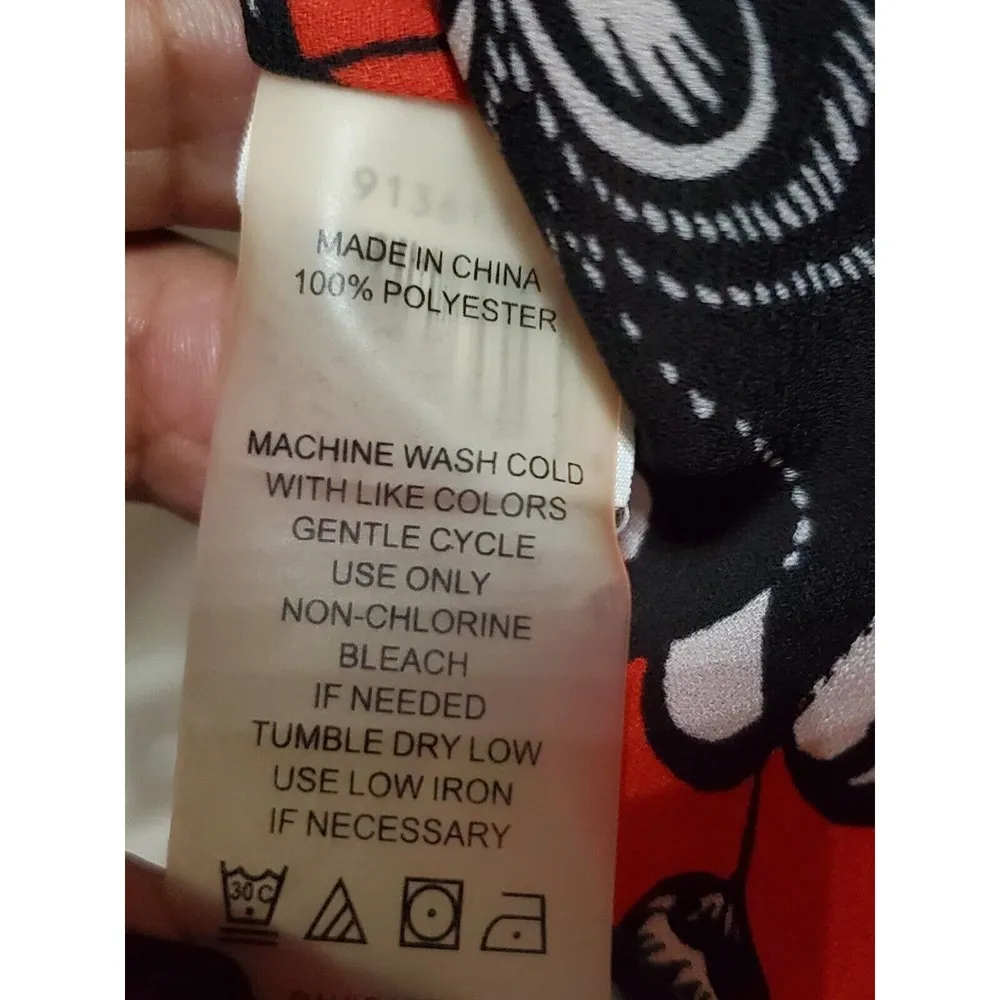 MADE IN CHINA
100% POLYESTER
MACHINE WASH COLD
WITH LIKE COLORS
GENTLE CYCLE
USE ONLY
NON-CHLORINE
BLEACH
IF NEEDED
TUMBLE DRY LOW
USE LOW IRON
IF NECESSARY
30 C